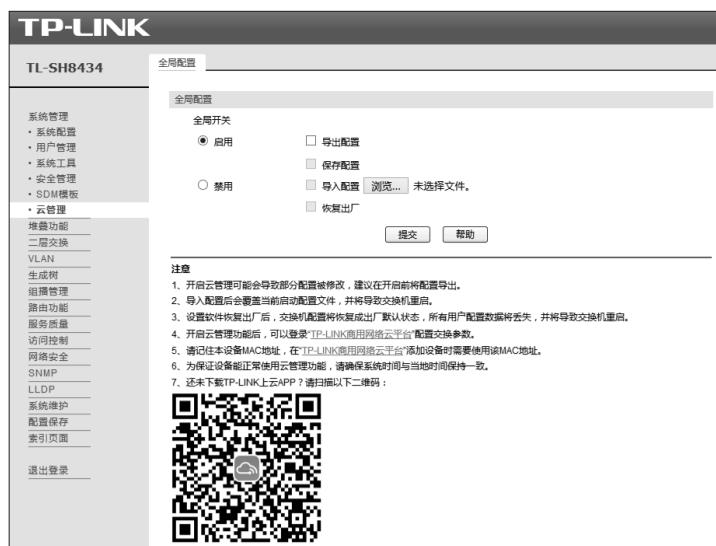 TP-LINK
TL-SH8434
全局配置
系统管理
• 系统配置
• 用户管理
• 系统工具
• 安全管理
• SDM模板
• 云管理
堆叠功能
二层交换
VLAN
生成树
组播管理
路由功能
服务质量
访问控制
网络安全
SNMP
LLDP
系统维护
配置保存
索引页面
退出登录
全局配置
全局开关
启用 导出配置
保存配置
禁用 导入配置 浏览... 未选择文件。
恢复出厂
提交 帮助
注意
1、开启云管理可能会导致部分配置被修改，建议在开启前将配置导出。
2、导入配置后会覆盖当前启动配置文件，并将导致交换机重启。
3、设置软件恢复出厂后，交换机配置将恢复成出厂默认状态，所有用户配置数据将丢失，并将导致交换机重启。
4、开启云管理功能后，可以登录“TP-LINK商用网络云平台”配置交换参数。
5、请记住本设备MAC地址，在“TP-LINK商用网络云平台”添加设备时需要使用该MAC地址。
6、为保证设备能正常使用云管理功能，请确保系统时间与当地时间保持一致。
7、还未下载TP-LINK上云APP？请扫描以下二维码：